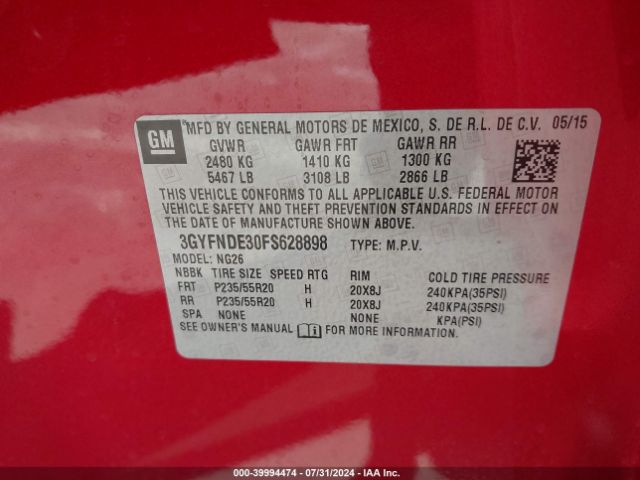 GM MFD BY GENERAL MOTORS DE MEXICO, S. DE R.L. DE C.V. 05/15
GVWR GAWR FRT GAWR RR
2480 KG 1410 KG 1300 KG
5467 LB 3108 LB 2866 LB
THIS VEHICLE CONFORMS TO ALL APPLICABLE U.S. FEDERAL MOTOR
VEHICLE SAFETY AND THEFT PREVENTION STANDARDS IN EFFECT ON
THE DATE OF MANUFACTURE SHOWN ABOVE.
3GYFNDE30FS628898 TYPE: M.P.V.
MODEL: NG26
NBBK TIRE SIZE SPEED RTG RIM COLD TIRE PRESSURE
FRT P235/55R20 H 20X8J 240KPA(35PSI)
RR P235/55R20 H 20X8J 240KPA(35PSI)
SPA NONE NONE KPA(PSI)
SEE OWNER'S MANUAL FOR MORE INFORMATION.
000-39994474 - 07/31/2024 - IAA Inc.